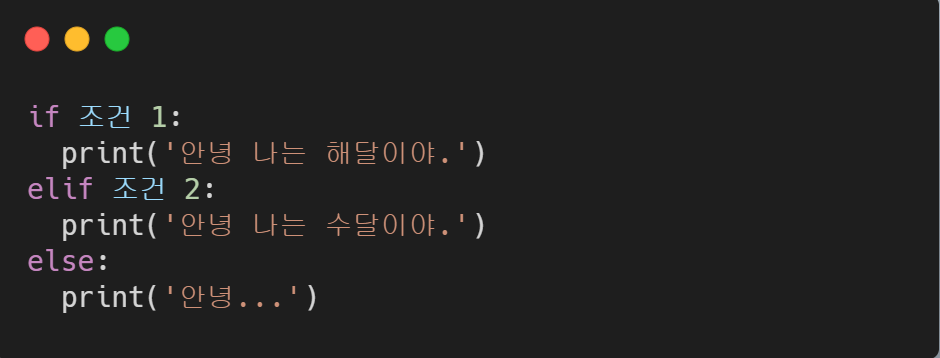 if 조건 1:
  print('안녕 나는 해달이야.')
elif 조건 2:
  print('안녕 나는 수달이야.')
else:
  print('안녕...')